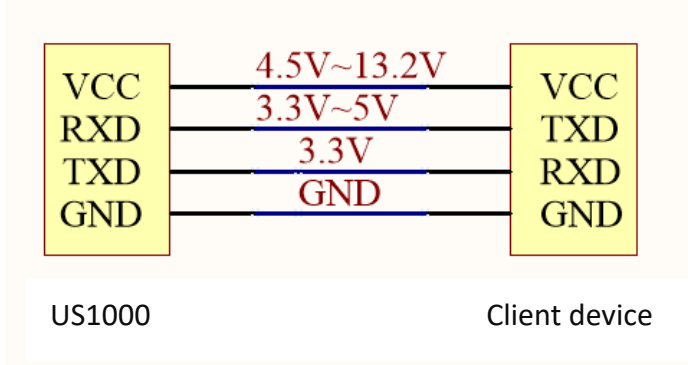 4.5V~13.2V
VCC VCC
3.3V~5V
RXD TXD
3.3V
TXD RXD
GND
GND GND
US1000 Client device